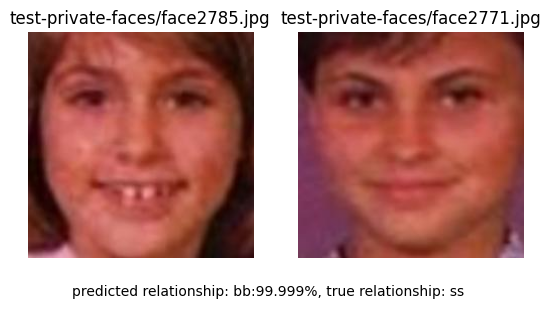 test-private-faces/face2785.jpg
test-private-faces/face2771.jpg
predicted relationship: bb:99.999%, true relationship: ss